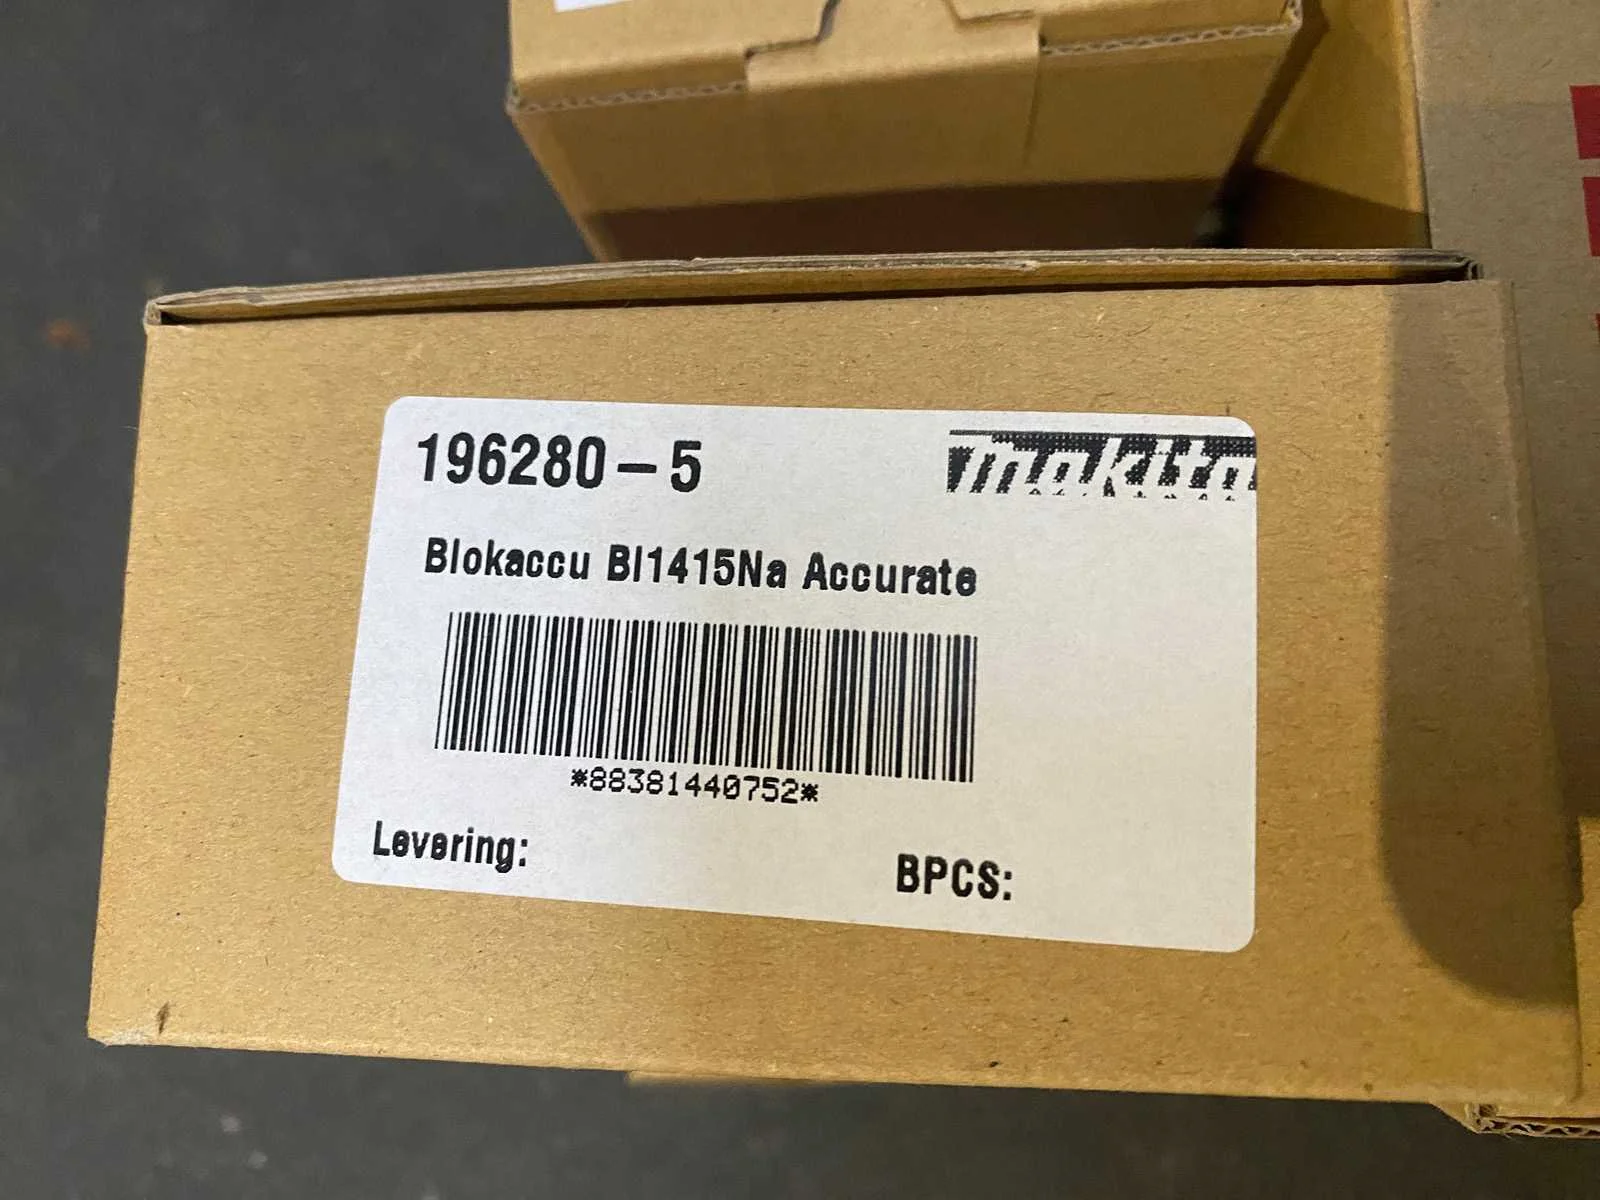 196280-5
makita
Blokaccu Bl1415Na Accurate
*88381440752*
Levering:
BPCS: